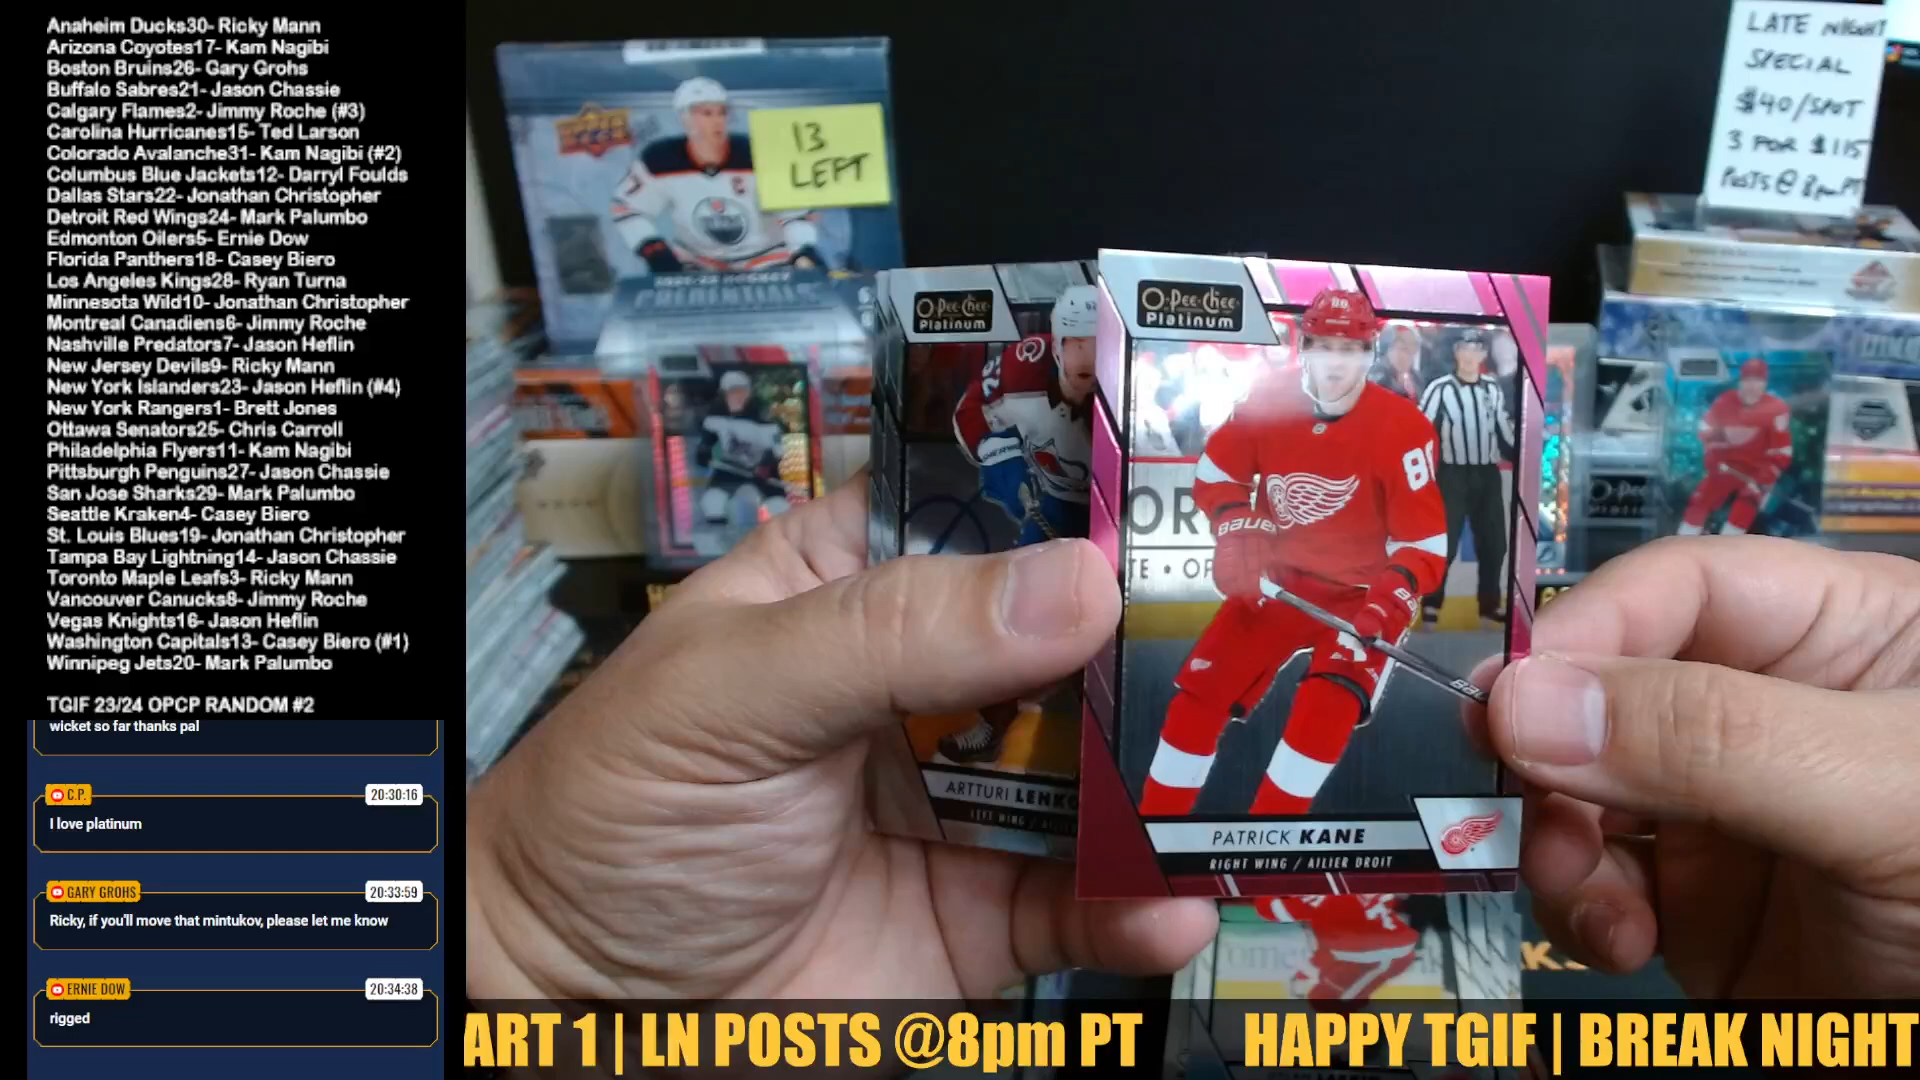 Anaheim Ducks30- Ricky Mann
Arizona Coyotes17- Kam Nagibi
Boston Bruins26- Gary Grohs
Buffalo Sabres21- Jason Chassie
Calgary Flames2- Jimmy Roche (#3)
Carolina Hurricanes15- Ted Larson
Colorado Avalanche31- Kam Nagibi (#2)
Columbus Blue Jackets12- Darryl Foulds
Dallas Stars22- Jonathan Christopher
Detroit Red Wings24- Mark Palumbo
Edmonton Oilers5- Ernie Dow
Florida Panthers18- Casey Biero
Los Angeles Kings28- Ryan Turna
Minnesota Wild10- Jonathan Christopher
Montreal Canadiens6- Jimmy Roche
Nashville Predators7- Jason Heflin
New Jersey Devils9- Ricky Mann
New York Islanders23- Jason Heflin (#4)
New York Rangers1- Brett Jones
Ottawa Senators25- Chris Carroll
Philadelphia Flyers11- Kam Nagibi
Pittsburgh Penguins27- Jason Chassie
San Jose Sharks29- Mark Palumbo
Seattle Kraken4- Casey Biero
St. Louis Blues19- Jonathan Christopher
Tampa Bay Lightning14- Jason Chassie
Toronto Maple Leafs3- Ricky Mann
Vancouver Canucks8- Jimmy Roche
Vegas Knights16- Jason Heflin
Washington Capitals13- Casey Biero (#1)
Winnipeg Jets20- Mark Palumbo
TGIF 23/24 OPCP RANDOM #2
wicket so far thanks pal
C.P.
20:30:16
I love platinum
GARY GROHS
20:33:59
Ricky, if you'll move that mintukov, please let me know
ERNIE DOW
20:34:38
rigged
13
LEFT
LATE NIGHT
SPECIAL
$40/SPOT
3 FOR $115
POSTS @ 8pm PT
CREDENTIALS
O-Pee-Chee
Platinum
ARTTURI
O-Pee-Chee
Platinum
88
BAUER
PATRICK KANE
RIGHT WING / AILIER DROIT
ART 1 | LN POSTS @8pm PT
HAPPY TGIF | BREAK NIGHT